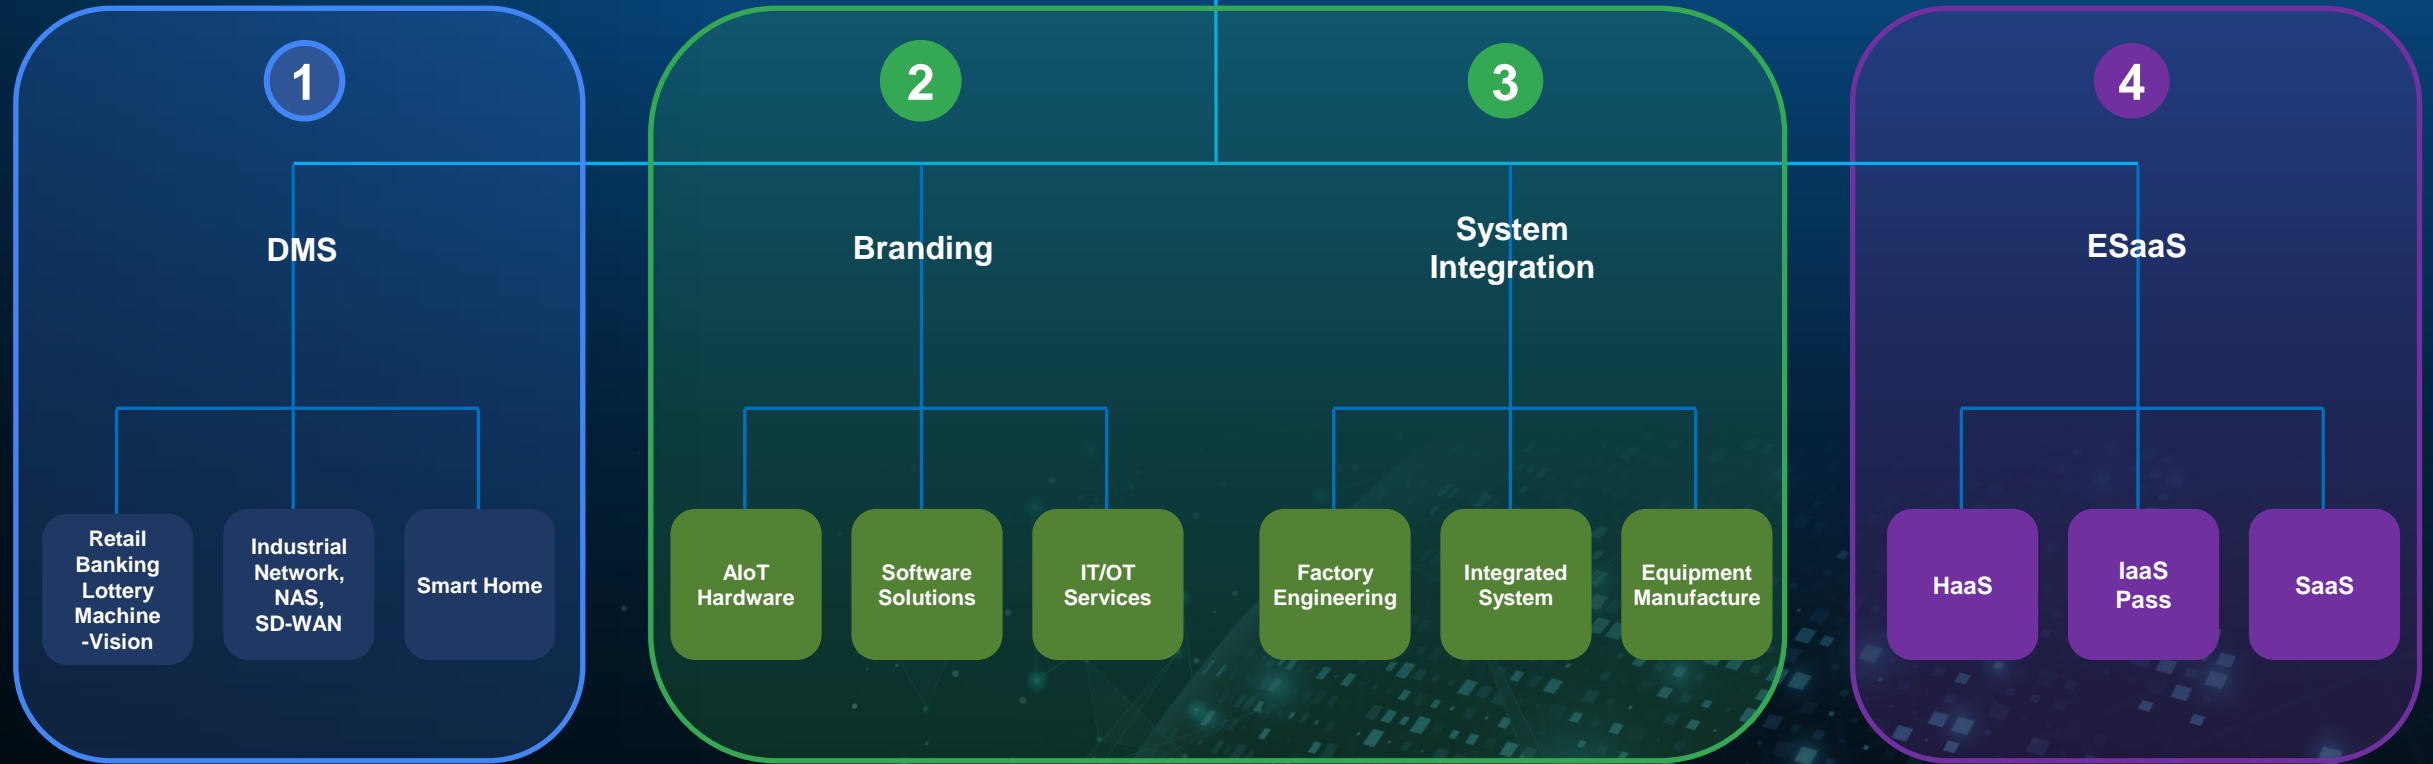 1
DMS
Retail
Banking
Lottery
Machine
-Vision
Industrial
Network,
NAS,
SD-WAN
Smart Home
2
Branding
AIoT
Hardware
Software
Solutions
IT/OT
Services
3
System
Integration
Factory
Engineering
Integrated
System
Equipment
Manufacture
4
ESaaS
HaaS
IaaS
Pass
SaaS